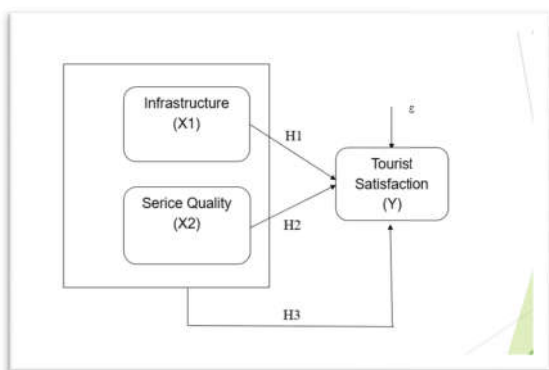 Infrastructure
(X1)
H1
ε
Tourist
Satisfaction
(Y)
Serice Quality
(X2)
H2
H3